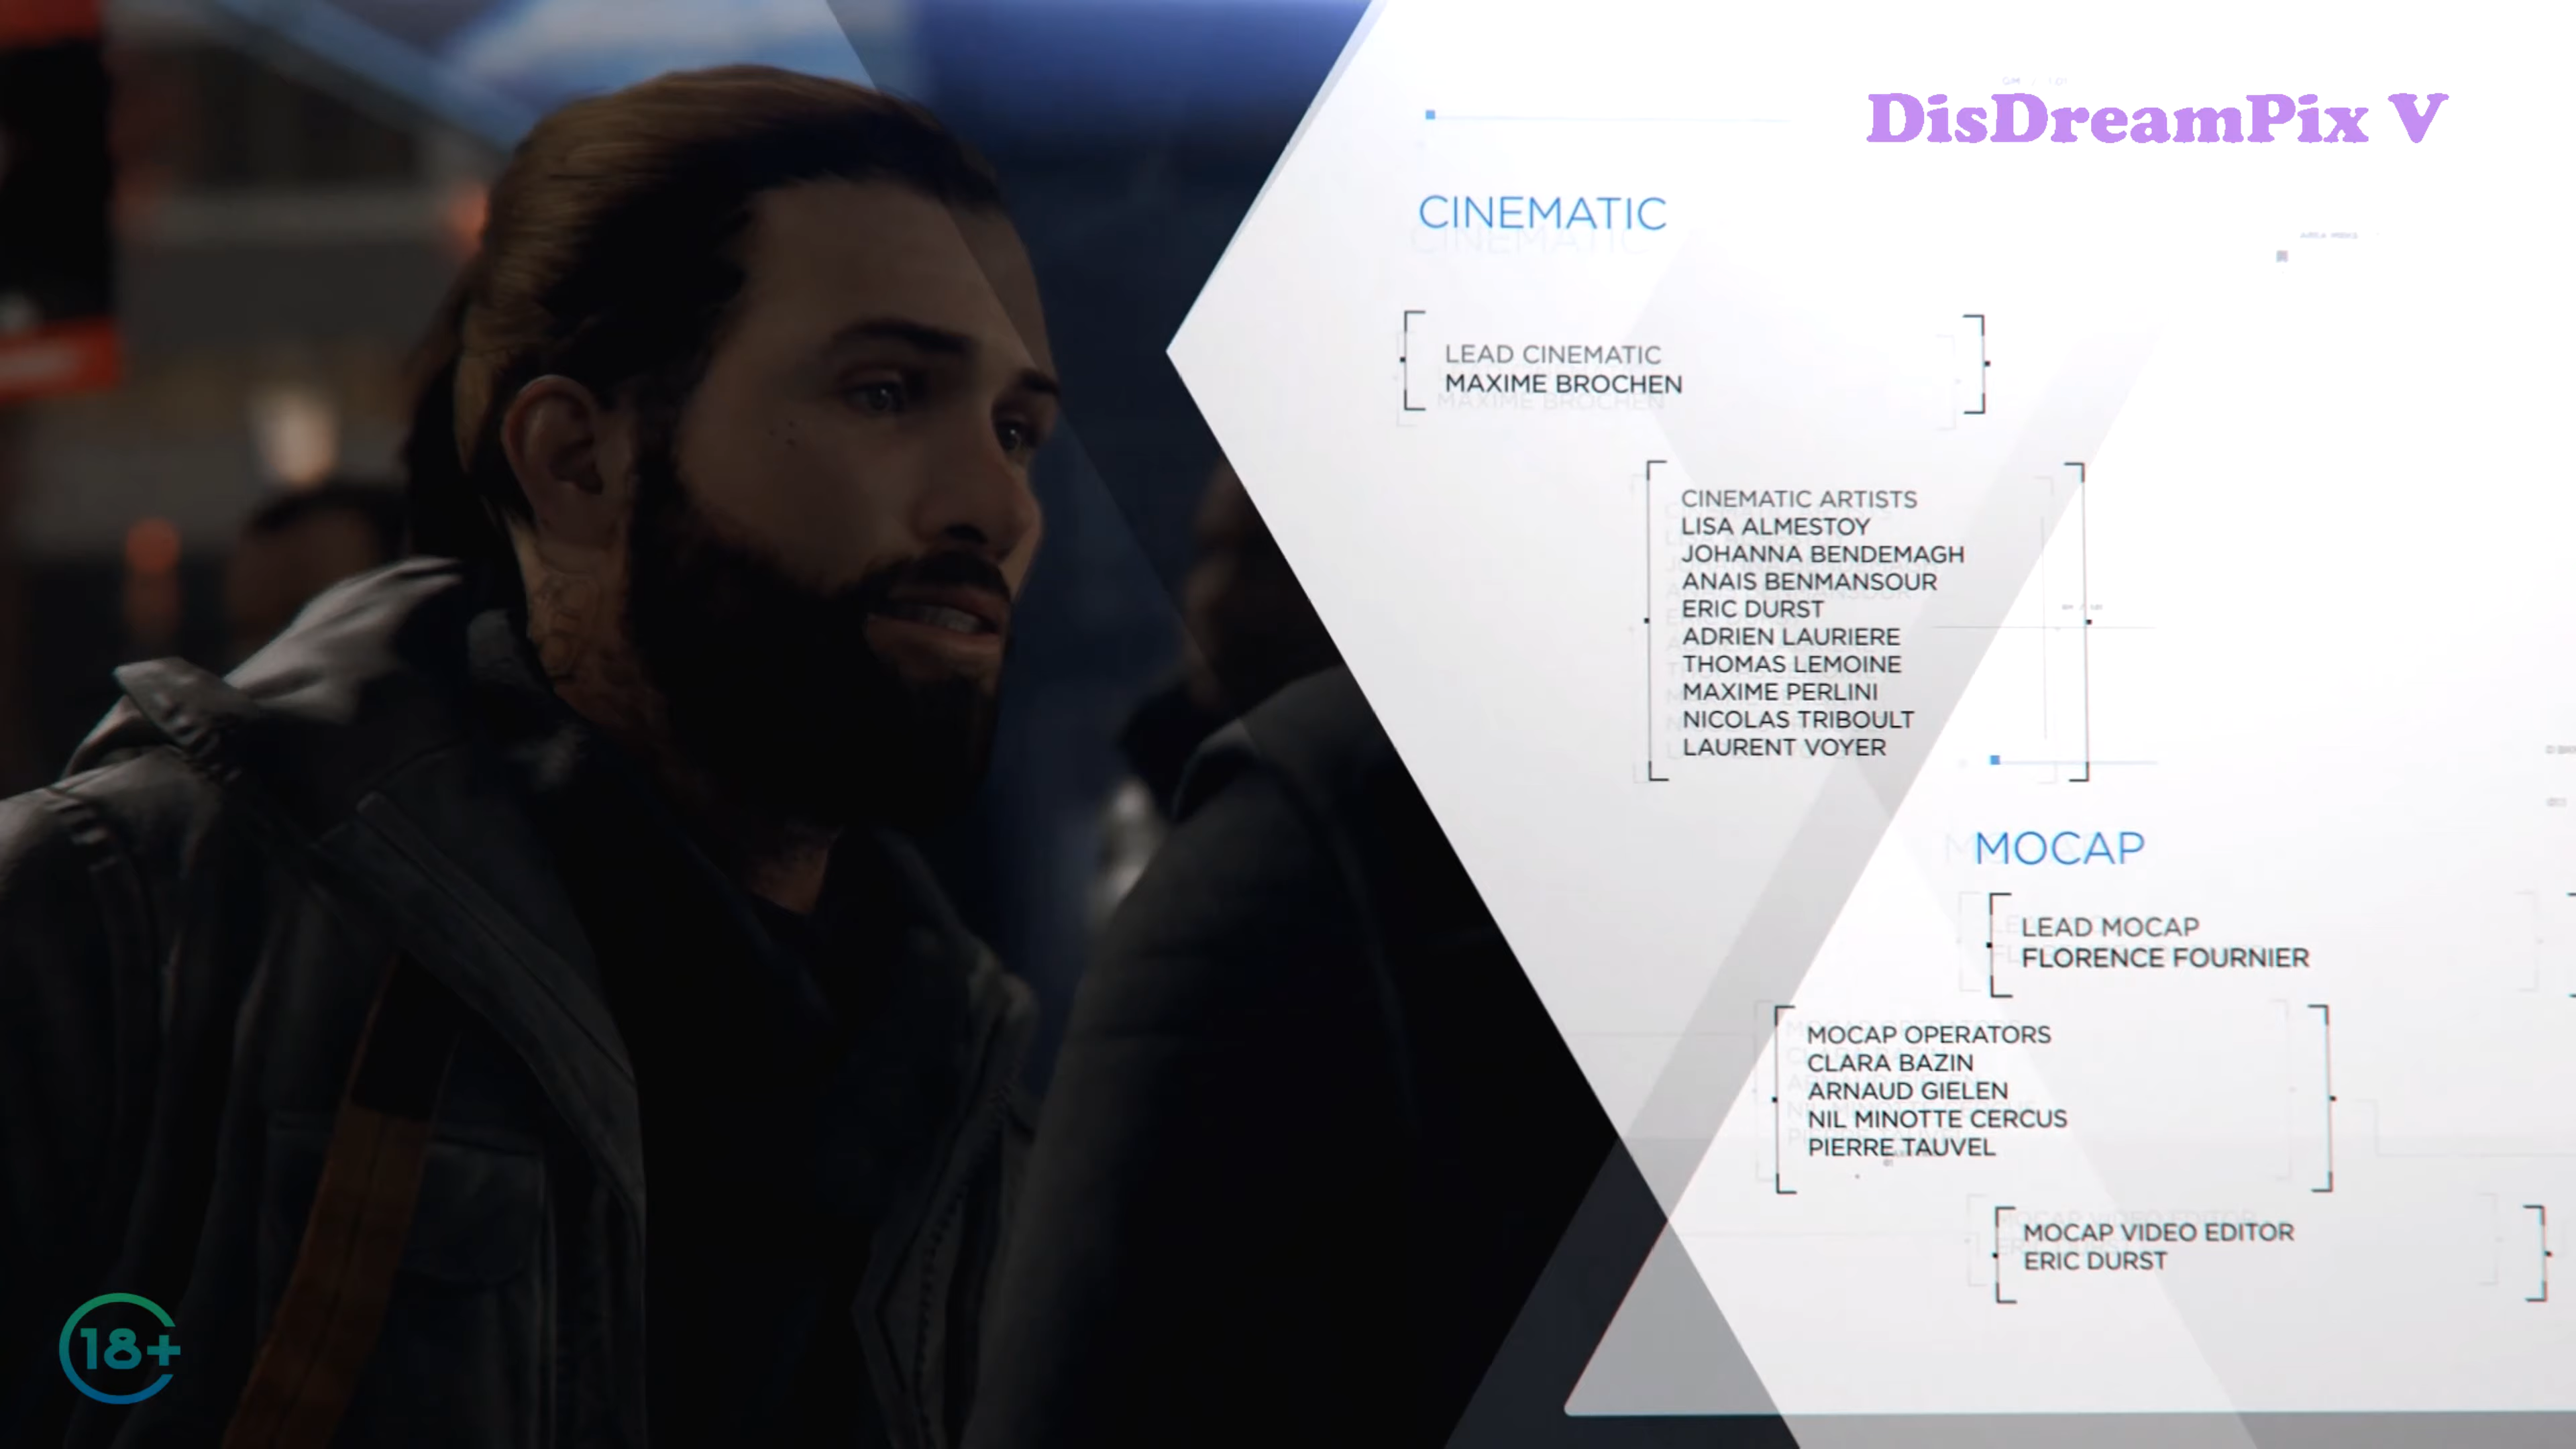 DisDreamPix V
CINEMATIC
LEAD CINEMATIC
MAXIME BROCHEN
CINEMATIC ARTISTS
LISA ALMESTOY
JOHANNA BENDEMAGH
ANAIS BENMANSOUR
ERIC DURST
ADRIEN LAURIERE
THOMAS LEMOINE
MAXIME PERLINI
NICOLAS TRIBOULT
LAURENT VOYER
MOCAP
LEAD MOCAP
FLORENCE FOURNIER
MOCAP OPERATORS
CLARA BAZIN
ARNAUD GIELEN
NIL MINOTTE CERCUS
PIERRE TAUVEL
MOCAP VIDEO EDITOR
ERIC DURST
18+